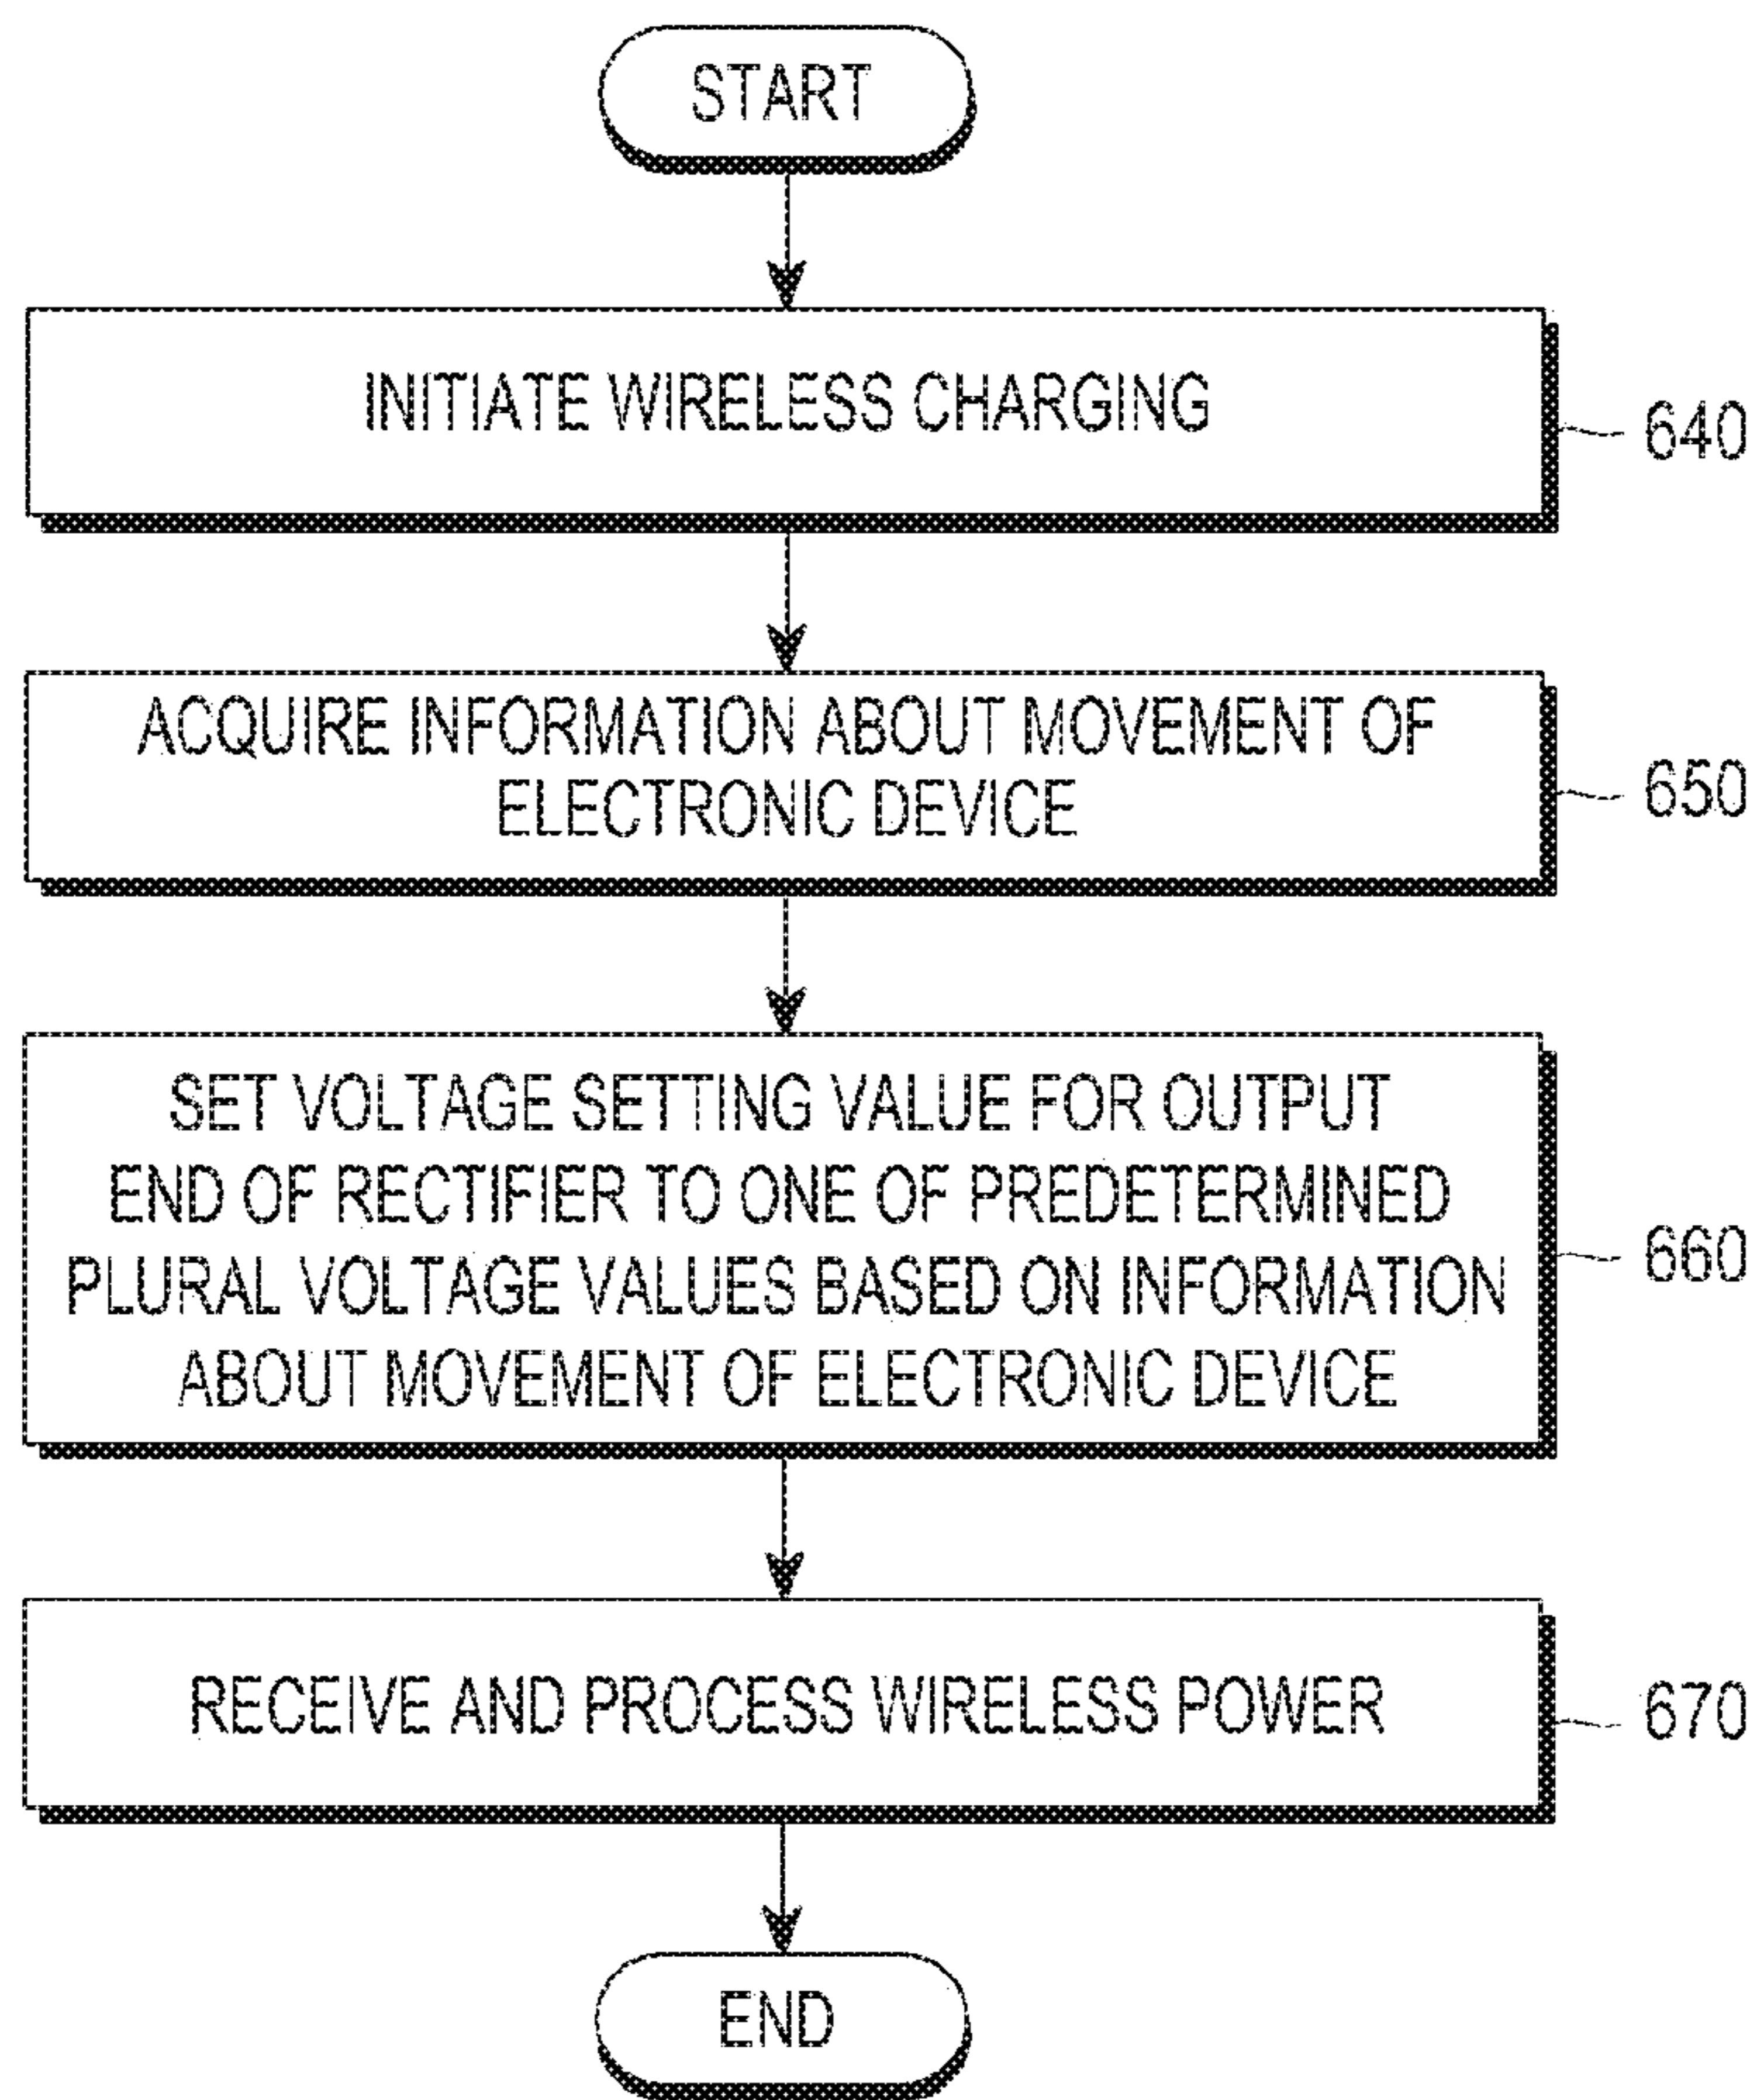 START
INITIATE WIRELESS CHARGING
640
ACQUIRE INFORMATION ABOUT MOVEMENT OF
ELECTRONIC DEVICE
650
SET VOLTAGE SETTING VALUE FOR OUTPUT
END OF RECTIFIER TO ONE OF PREDETERMINED
PLURAL VOLTAGE VALUES BASED ON INFORMATION
ABOUT MOVEMENT OF ELECTRONIC DEVICE
660
RECEIVE AND PROCESS WIRELESS POWER
670
END